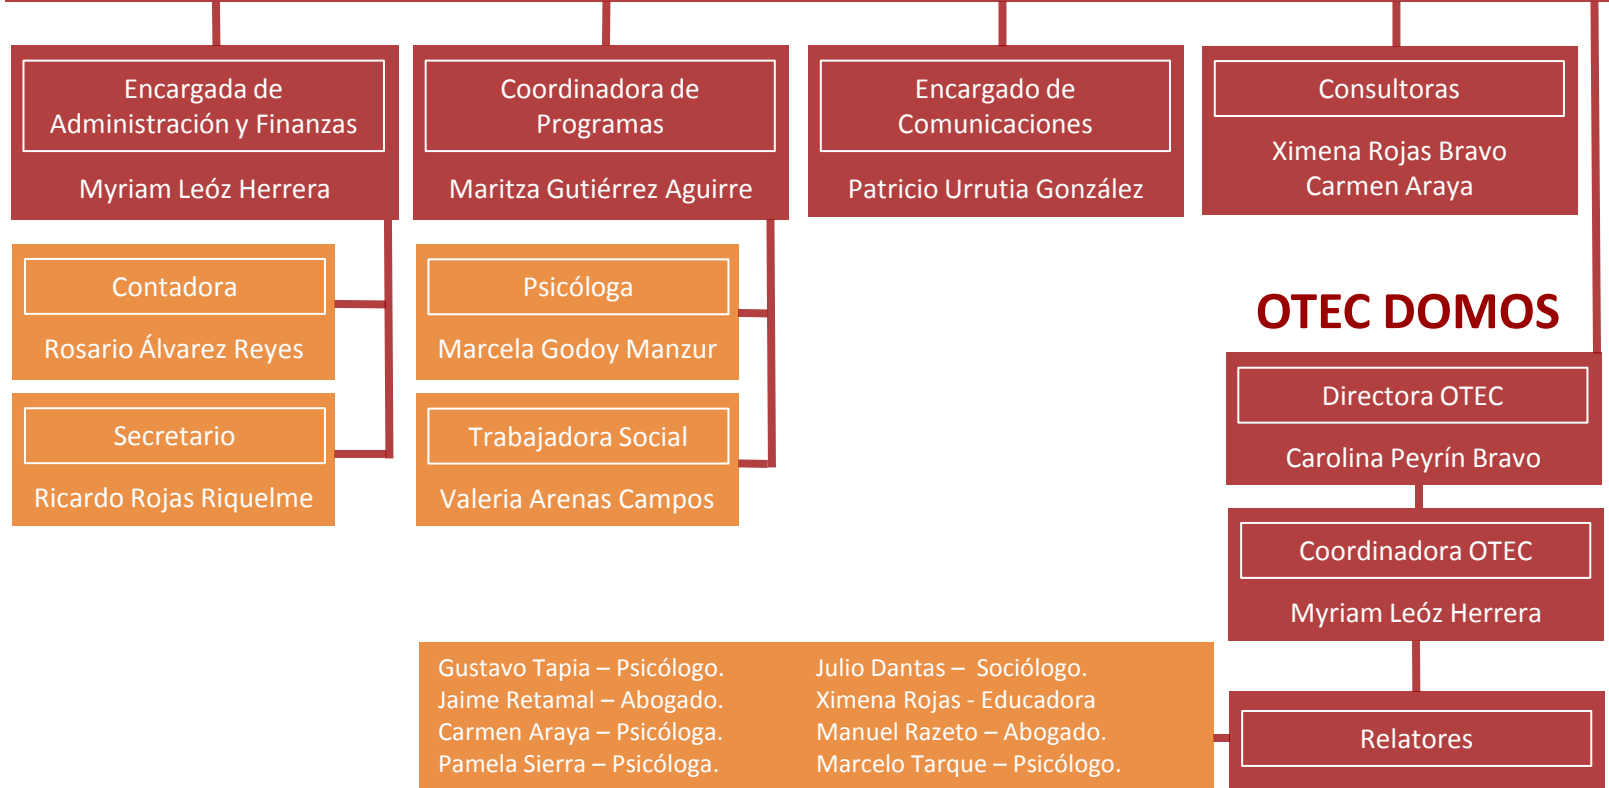 Encargada de
Administración y Finanzas
Myriam Leóz Herrera
Coordinadora de
Programas
Maritza Gutiérrez Aguirre
Encargado de
Comunicaciones
Patricio Urrutia González
Consultoras
Ximena Rojas Bravo
Carmen Araya
Contadora
Rosario Álvarez Reyes
Secretario
Ricardo Rojas Riquelme
Psicóloga
Marcela Godoy Manzur
Trabajadora Social
Valeria Arenas Campos
OTEC DOMOS
Directora OTEC
Carolina Peyrín Bravo
Coordinadora OTEC
Myriam Leóz Herrera
Relatores
Gustavo Tapia – Psicólogo.
Jaime Retamal – Abogado.
Carmen Araya – Psicóloga.
Pamela Sierra – Psicóloga.
Julio Dantas – Sociólogo.
Ximena Rojas - Educadora
Manuel Razeto – Abogado.
Marcelo Tarque – Psicólogo.